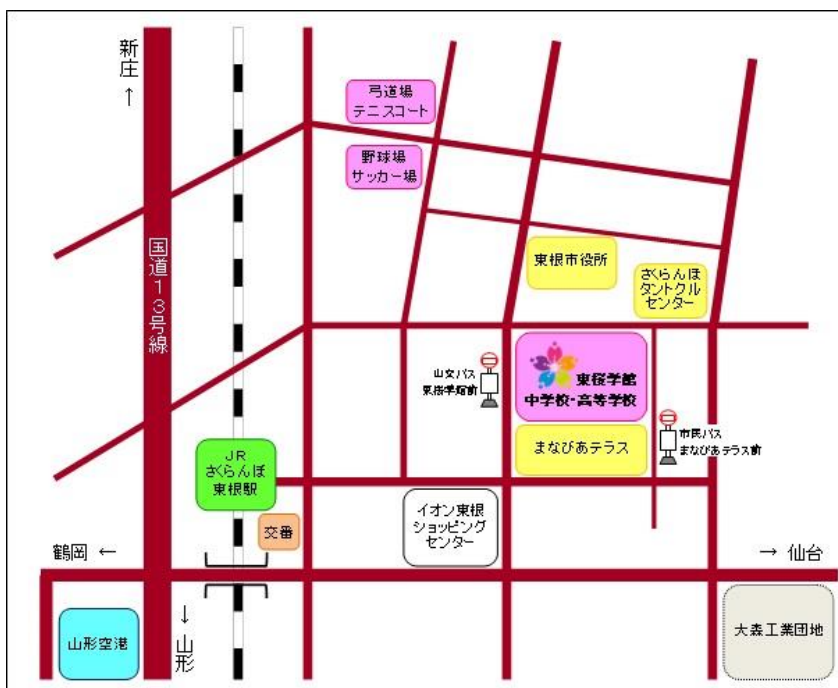 新庄
↑
弓道場
テニスコート
野球場
サッカー場
国道13号線
東根市役所
さくらんぼ
タントクル
センター
山交バス
東桜学館前
東桜学館
中学校・高等学校
市民バス
まなびあテラス前
まなびあテラス
JR
さくらんぼ
東根駅
イオン東根
ショッピング
センター
交番
鶴岡 ←
→ 仙台
山形空港
↓
山形
大森工業団地